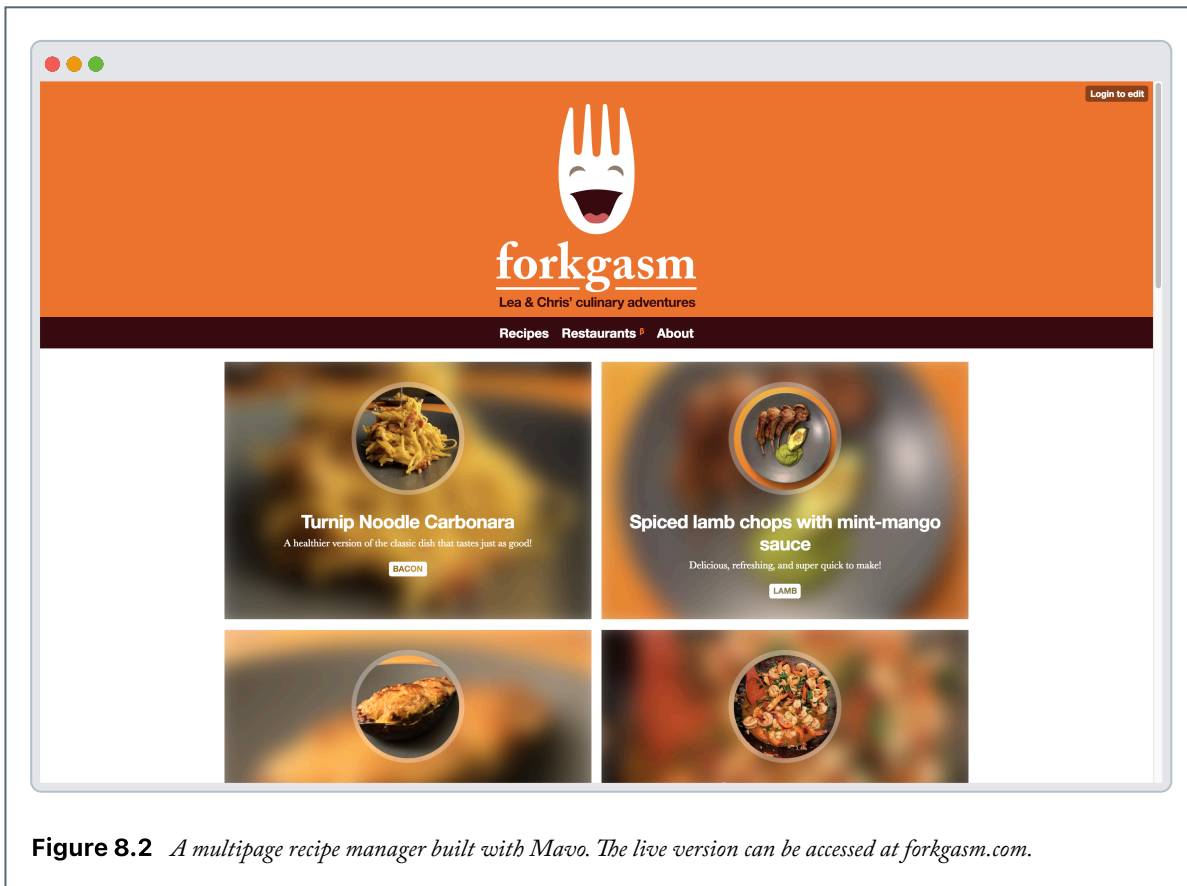 Login to edit
forkgasm
Lea & Chris' culinary adventures
Recipes Restaurants β About
Turnip Noodle Carbonara
A healthier version of the classic dish that tastes just as good!
BACON
Spiced lamb chops with mint-mango
sauce
Delicious, refreshing, and super quick to make!
LAMB
Figure 8.2 A multipage recipe manager built with Mavo. The live version can be accessed at forkgasm.com.